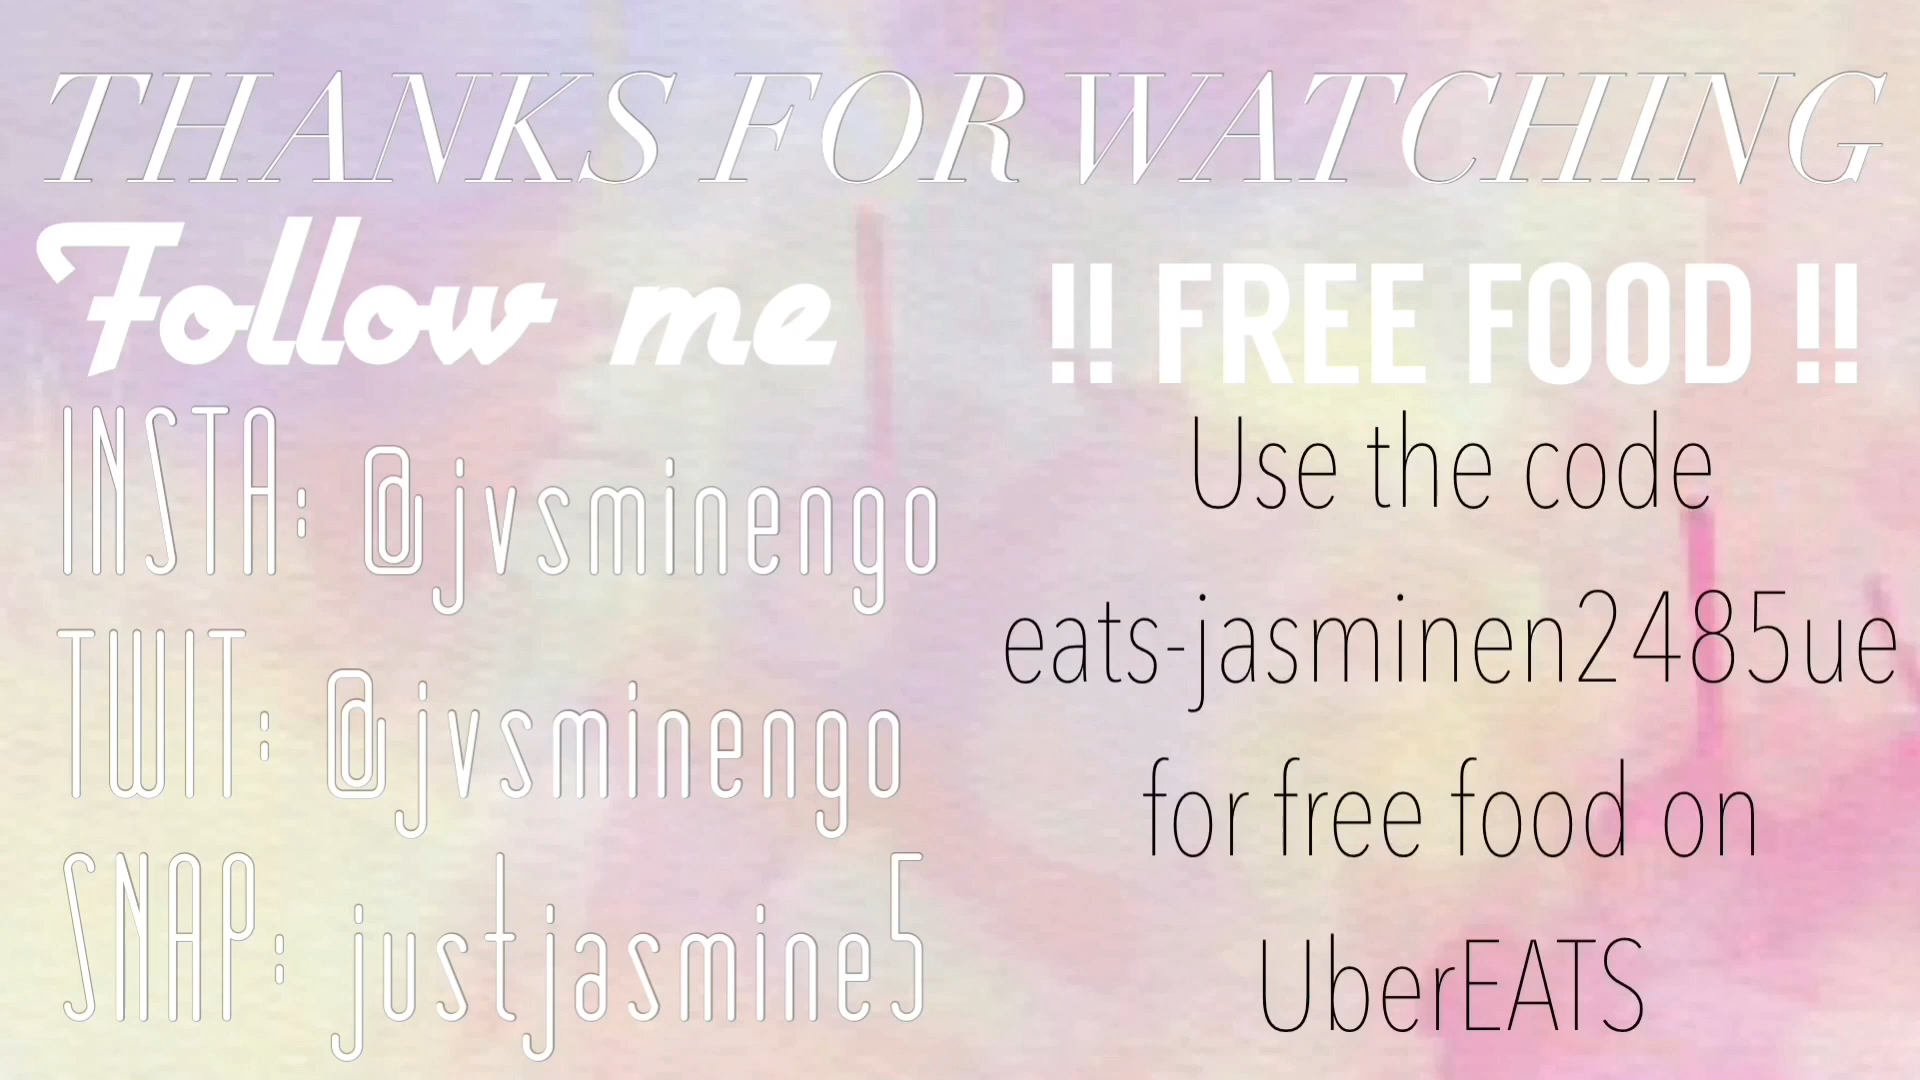 THANKS FOR WATCHING
Follow me
INSTA: @jvsminengo
TWIT: @jvsminengo
SNAP: justjasmine5
!! FREE FOOD !!
Use the code
eats-jasminen2485ue
for free food on
UberEATS